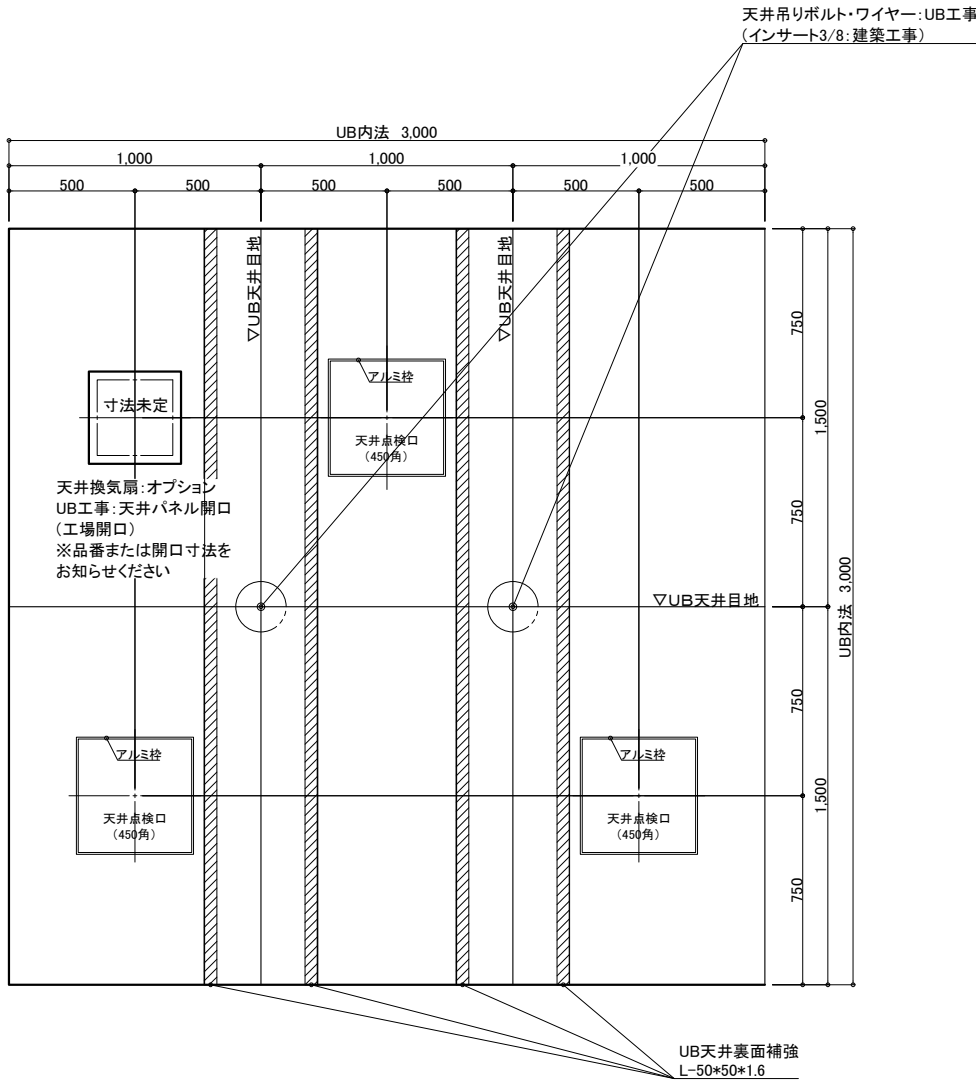 天井吊りボルト・ワイヤー：UB工事
(インサート3/8：建築工事)
UB内法 3,000
1,000
1,000
1,000
500
500
500
500
500
500
▽UB天井目地
▽UB天井目地
750
アルミ枠
寸法未定
天井点検口
(450角)
1,500
天井換気扇：オプション
UB工事：天井パネル開口
(工場開口)
※品番または開口寸法を
お知らせください
750
▽UB天井目地
UB内法 3,000
750
アルミ枠
天井点検口
(450角)
アルミ枠
天井点検口
(450角)
1,500
750
UB天井裏面補強
L-50*50*1.6